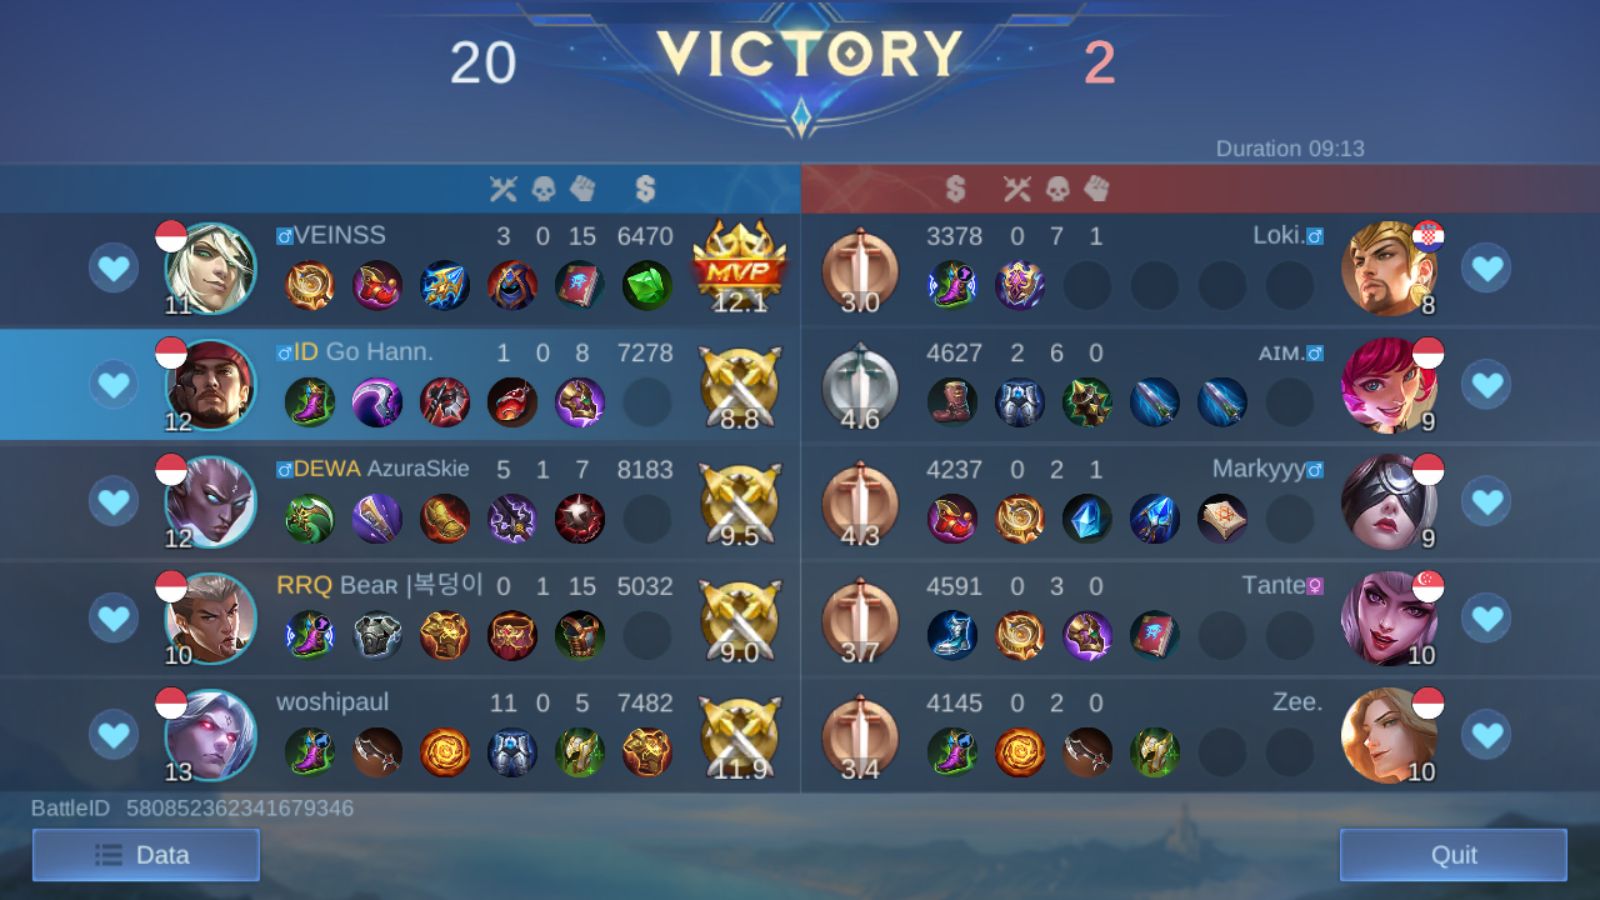 20 VICTORY 2
Duration 09:13
VEINSS 3 0 15 6470 MVP 12.1
11
3.0 3378 0 7 1 Loki.
8
ID Go Hann. 1 0 8 7278 8.8
12
4.6 4627 2 6 0 AIM.
9
DEWA AzuraSkie 5 1 7 8183 9.5
12
4.3 4237 0 2 1 Markyyy
9
RRQ Bear |복덩이 0 1 15 5032 9.0
10
3.7 4591 0 3 0 Tante
10
woshipaul 11 0 5 7482 11.9
13
3.4 4145 0 2 0 Zee.
10
BattleID 580852362341679346
Data
Quit